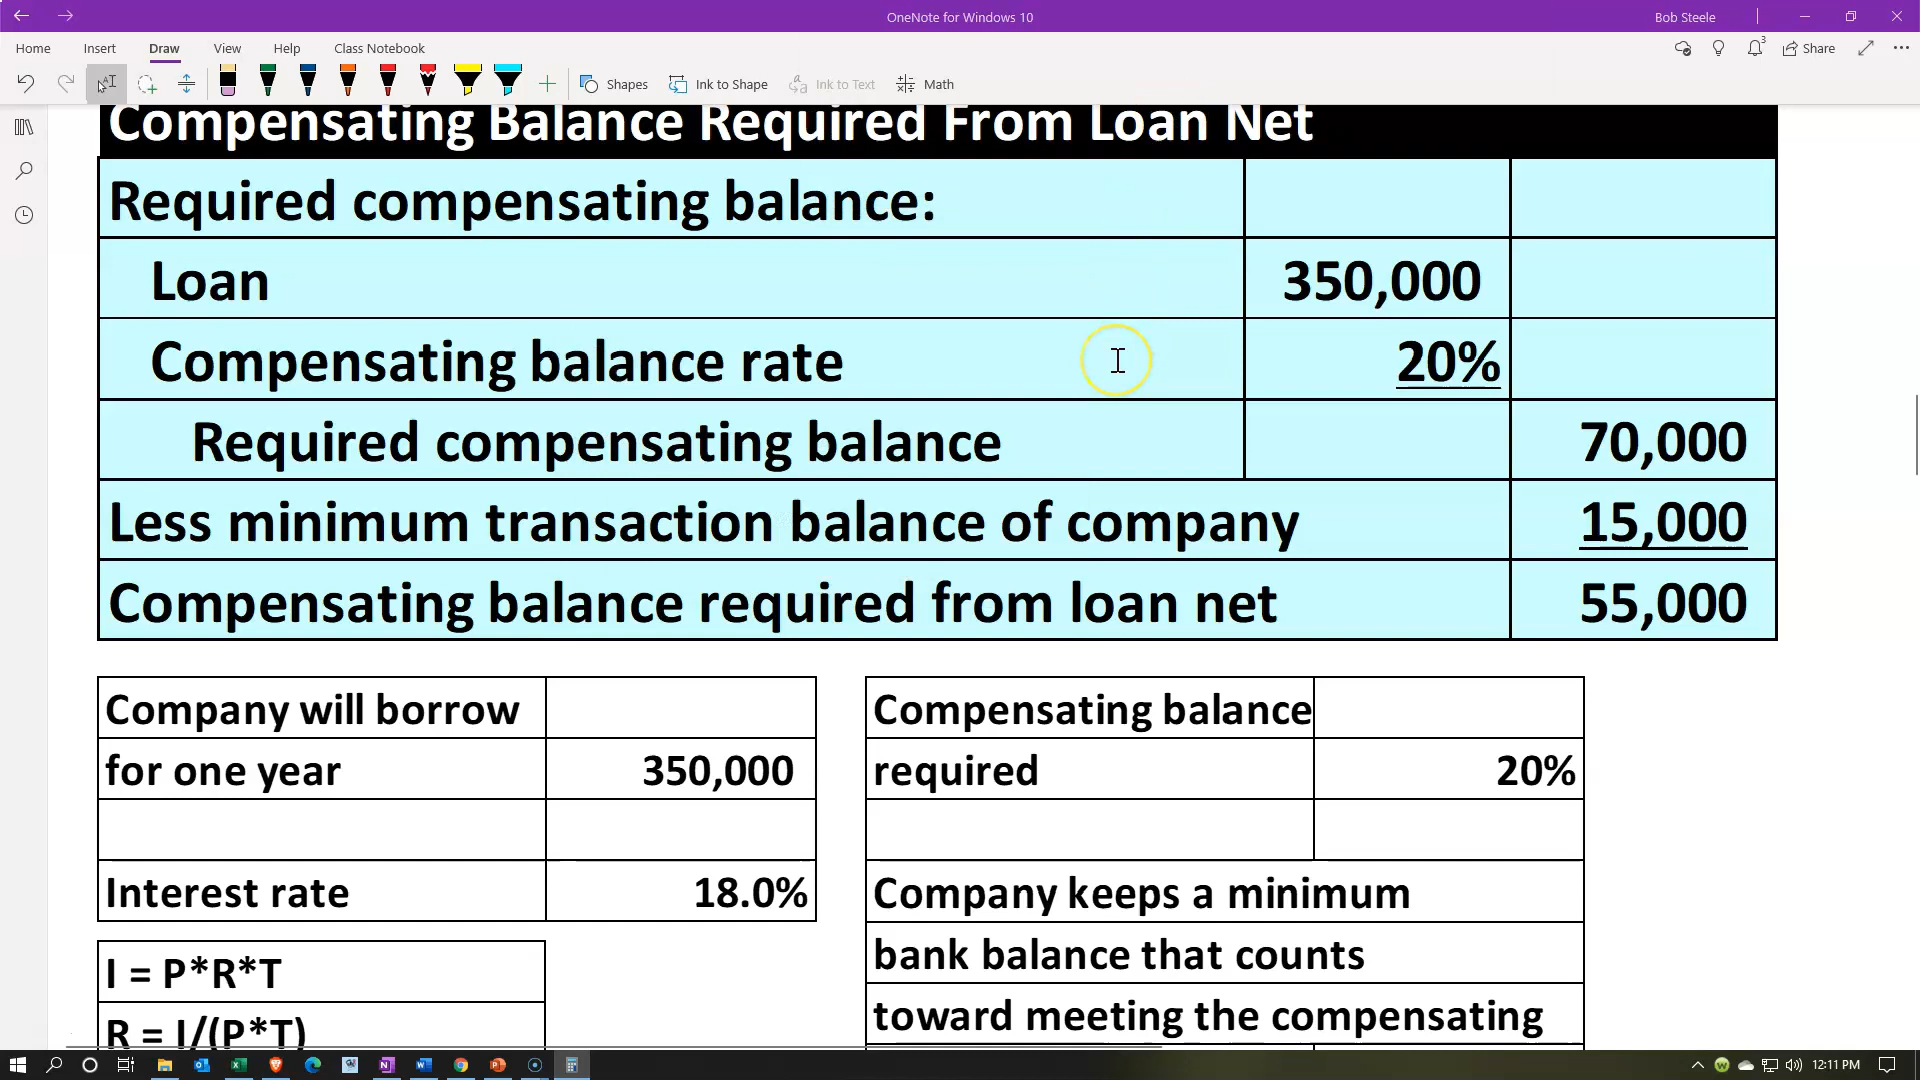 OneNote for Windows 10
Bob Steele
Home Insert Draw View Help Class Notebook
3
Share
Shapes Ink to Shape Ink to Text Math
Compensating Balance Required From Loan Net
Required compensating balance:
Loan 350,000
Compensating balance rate 20%
Required compensating balance 70,000
Less minimum transaction balance of company 15,000
Compensating balance required from loan net 55,000
Company will borrow
for one year 350,000
Interest rate 18.0%
I = P*R*T
R = I/(P*T)
Compensating balance
required 20%
Company keeps a minimum
bank balance that counts
toward meeting the compensating
12:11 PM